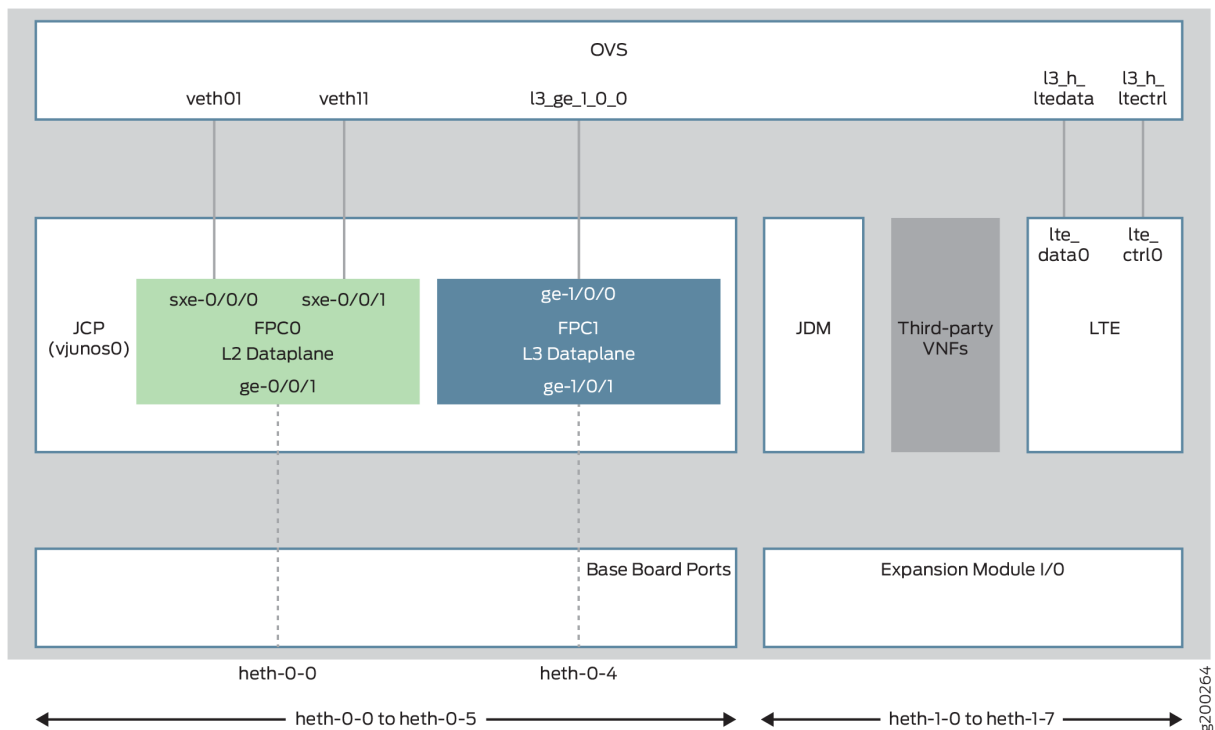 OVS
veth01
veth11
l3_ge_1_0_0
l3_h_
ltedata
l3_h_
ltectrl
JCP
(vjunos0)
sxe-0/0/0
sxe-0/0/1
FPC0
L2 Dataplane
ge-0/0/1
ge-1/0/0
FPC1
L3 Dataplane
ge-1/0/1
JDM
Third-party
VNFs
lte_
data0
lte_
ctrl0
LTE
Base Board Ports
Expansion Module I/0
heth-0-0
heth-0-4
heth-0-0 to heth-0-5
heth-1-0 to heth-1-7
g200264